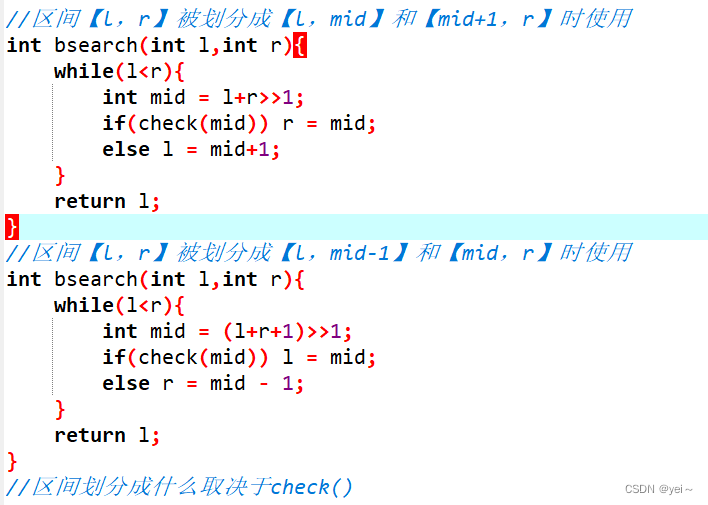 //区间【l，r】被划分成【l，mid】和【mid+1，r】时使用
int bsearch(int l,int r){
    while(l<r){
        int mid = l+r>>1;
        if(check(mid)) r = mid;
        else l = mid+1;
    }
    return l;
}
//区间【l，r】被划分成【l，mid-1】和【mid，r】时使用
int bsearch(int l,int r){
    while(l<r){
        int mid = (l+r+1)>>1;
        if(check(mid)) l = mid;
        else r = mid - 1;
    }
    return l;
}
//区间划分成什么取决于check()
CSDN @yei～